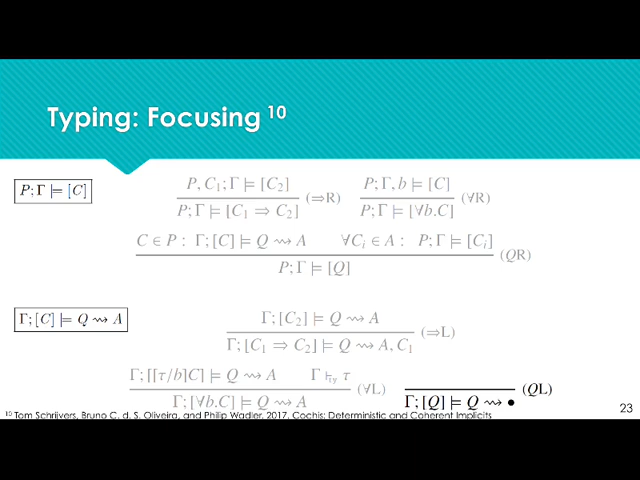 Typing: Focusing 10
P; Γ ⊨ [C]
P, C₁; Γ ⊨ [C₂]
P; Γ ⊨ [C₁ ⇒ C₂]
(⇒R)
P; Γ, b ⊨ [C]
P; Γ ⊨ [∀b.C]
(∀R)
C ∈ P : Γ; [C] ⊨ Q ⇝ A ∀Cᵢ ∈ A : P; Γ ⊨ [Cᵢ]
P; Γ ⊨ [Q]
(QR)
Γ; [C] ⊨ Q ⇝ A
Γ; [C₂] ⊨ Q ⇝ A
Γ; [C₁ ⇒ C₂] ⊨ Q ⇝ A, C₁
(⇒L)
Γ; [[τ/b]C] ⊨ Q ⇝ A Γ ⊢ty τ
Γ; [∀b.C] ⊨ Q ⇝ A
(∀L)
Γ; [Q] ⊨ Q ⇝ •
(QL)
10 Tom Schrijvers, Bruno C. d. S. Oliveira, and Philip Wadler. 2017. Cochis: Deterministic and Coherent Implicits
23